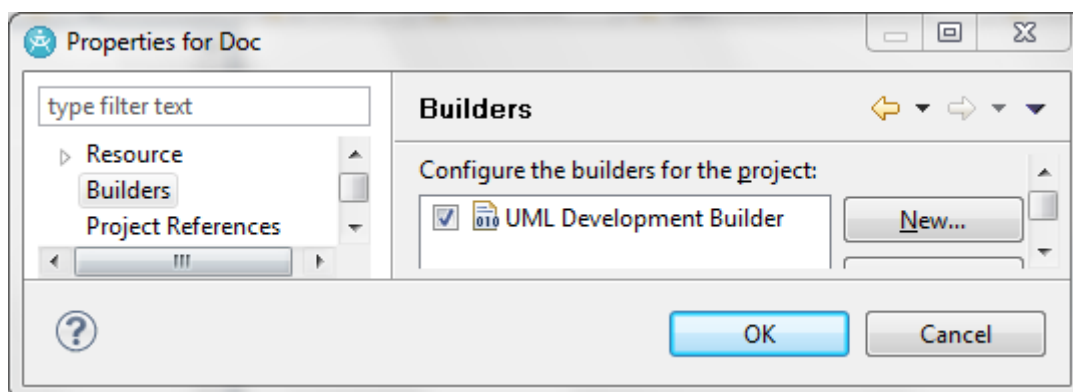 Properties for Doc
type filter text
Resource
Builders
Project References
Builders
Configure the builders for the project:
010 UML Development Builder
New...
?
OK
Cancel